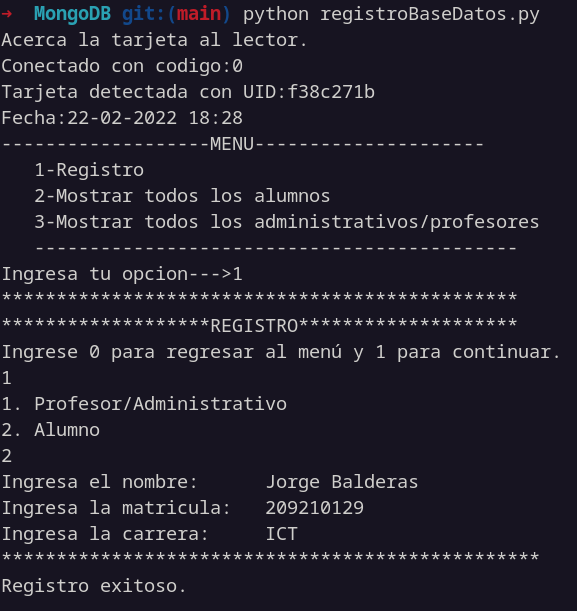 → MongoDB git:(main) python registroBaseDatos.py
Acerca la tarjeta al lector.
Conectado con codigo:0
Tarjeta detectada con UID:f38c271b
Fecha:22-02-2022 18:28
-------------------MENU---------------------
   1-Registro
   2-Mostrar todos los alumnos
   3-Mostrar todos los administrativos/profesores
   --------------------------------------------
Ingresa tu opcion--->1
***********************************************
*******************REGISTRO********************
Ingrese 0 para regresar al menú y 1 para continuar.
1
1. Profesor/Administrativo
2. Alumno
2
Ingresa el nombre:      Jorge Balderas
Ingresa la matricula:   209210129
Ingresa la carrera:     ICT
*************************************************
Registro exitoso.